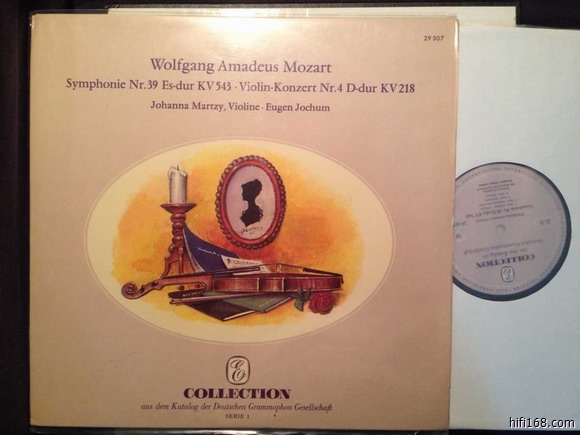 29 307
Wolfgang Amadeus Mozart
Symphonie Nr. 39 Es-dur KV 543 · Violin-Konzert Nr. 4 D-dur KV 218
Johanna Martzy, Violine · Eugen Jochum
COLLECTION
aus dem Katalog der Deutschen Grammophon Gesellschaft
SERIE 1
COLLECTION
hifi168.com